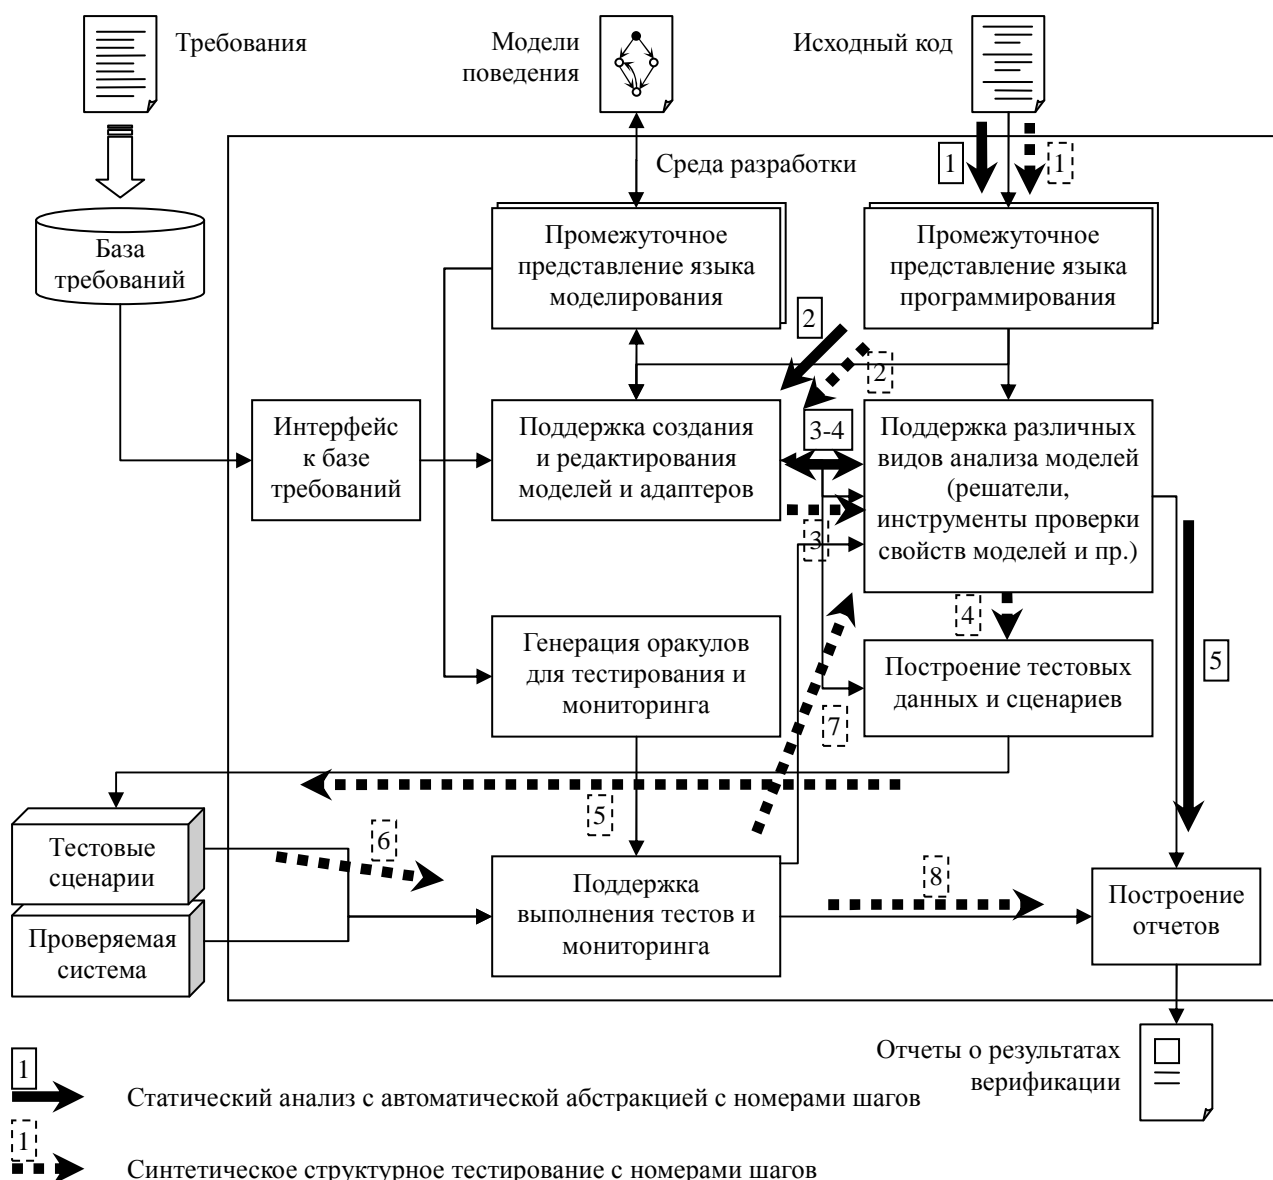 Требования
Модели
поведения
Исходный код
Среда разработки
1
1
База
требований
Промежуточное
представление языка
моделирования
Промежуточное
представление языка
программирования
2
2
Интерфейс
к базе
требований
Поддержка создания
и редактирования
моделей и адаптеров
3-4
3
Поддержка различных
видов анализа моделей
(решатели,
инструменты проверки
свойств моделей и пр.)
4
Генерация оракулов
для тестирования и
мониторинга
Построение тестовых
данных и сценариев
5
7
5
Тестовые
сценарии
6
Проверяемая
система
Поддержка
выполнения тестов и
мониторинга
8
Построение
отчетов
Отчеты о результатах
верификации
1
Статический анализ с автоматической абстракцией с номерами шагов
1
Синтетическое структурное тестирование с номерами шагов